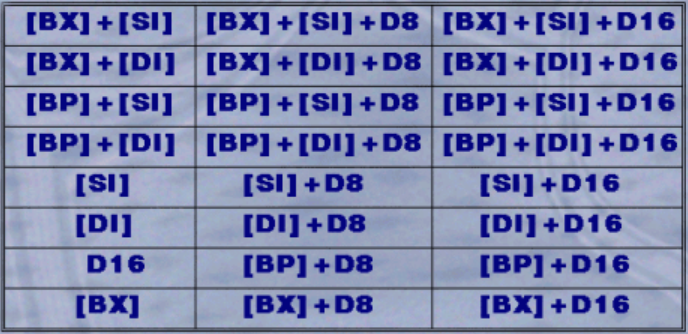 [BX]+[SI] [BX]+[SI]+D8 [BX]+[SI]+D16
[BX]+[DI] [BX]+[DI]+D8 [BX]+[DI]+D16
[BP]+[SI] [BP]+[SI]+D8 [BP]+[SI]+D16
[BP]+[DI] [BP]+[DI]+D8 [BP]+[DI]+D16
[SI] [SI]+D8 [SI]+D16
[DI] [DI]+D8 [DI]+D16
D16 [BP]+D8 [BP]+D16
[BX] [BX]+D8 [BX]+D16